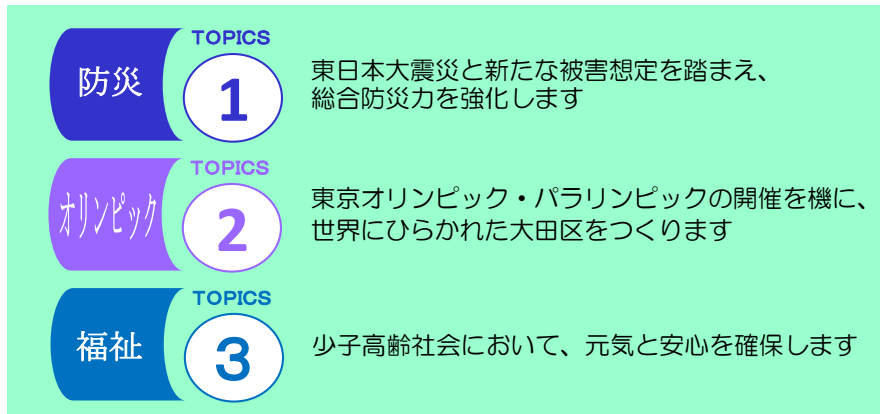 防災
TOPICS
1
東日本大震災と新たな被害想定を踏まえ、
総合防災力を強化します
オリンピック
TOPICS
2
東京オリンピック・パラリンピックの開催を機に、
世界にひらかれた大田区をつくります
福祉
TOPICS
3
少子高齢社会において、元気と安心を確保します